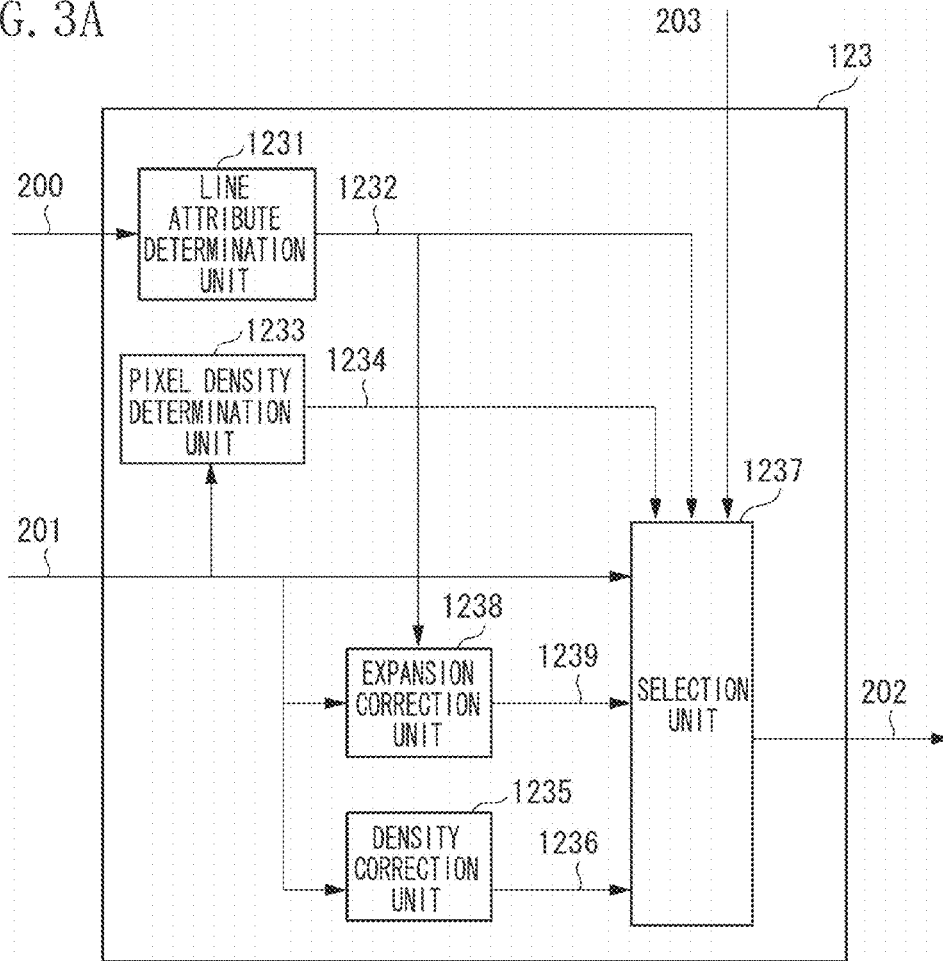 G. 3A
203
123
1231
200
LINE
ATTRIBUTE
DETERMINATION
UNIT
1232
1233
PIXEL DENSITY
DETERMINATION
UNIT
1234
1237
201
1238
EXPANSION
CORRECTION
UNIT
1239
SELECTION
UNIT
202
1235
DENSITY
CORRECTION
UNIT
1236